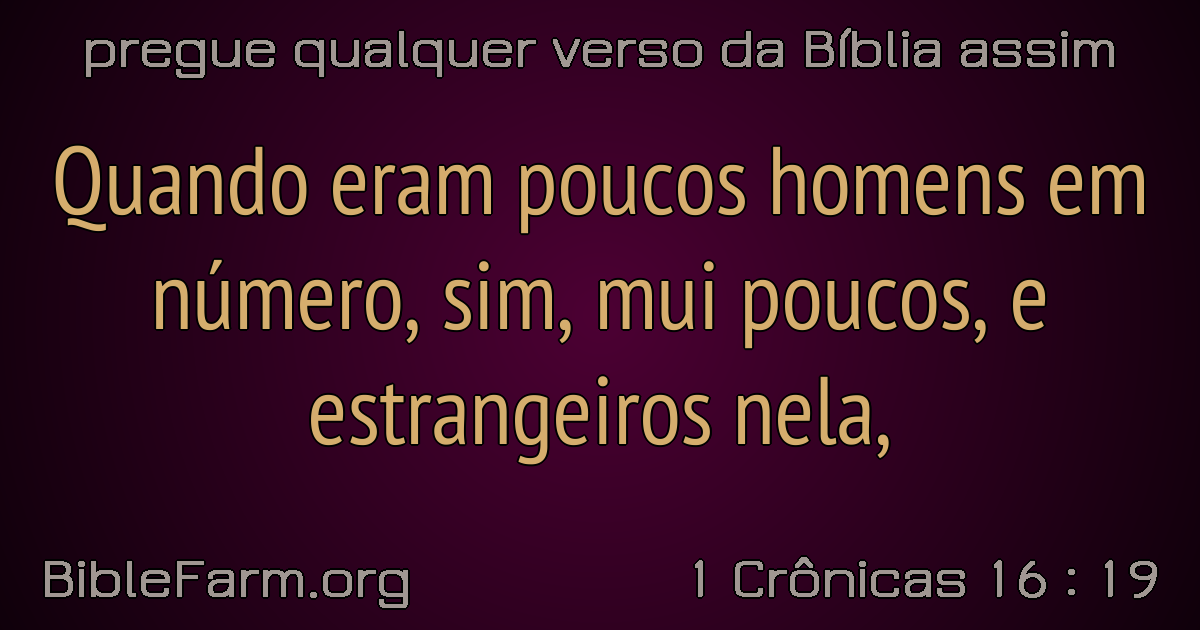 pregue qualquer verso da Bíblia assim
Quando eram poucos homens em
número, sim, mui poucos, e
estrangeiros nela,
BibleFarm.org
1 Crônicas 16 : 19